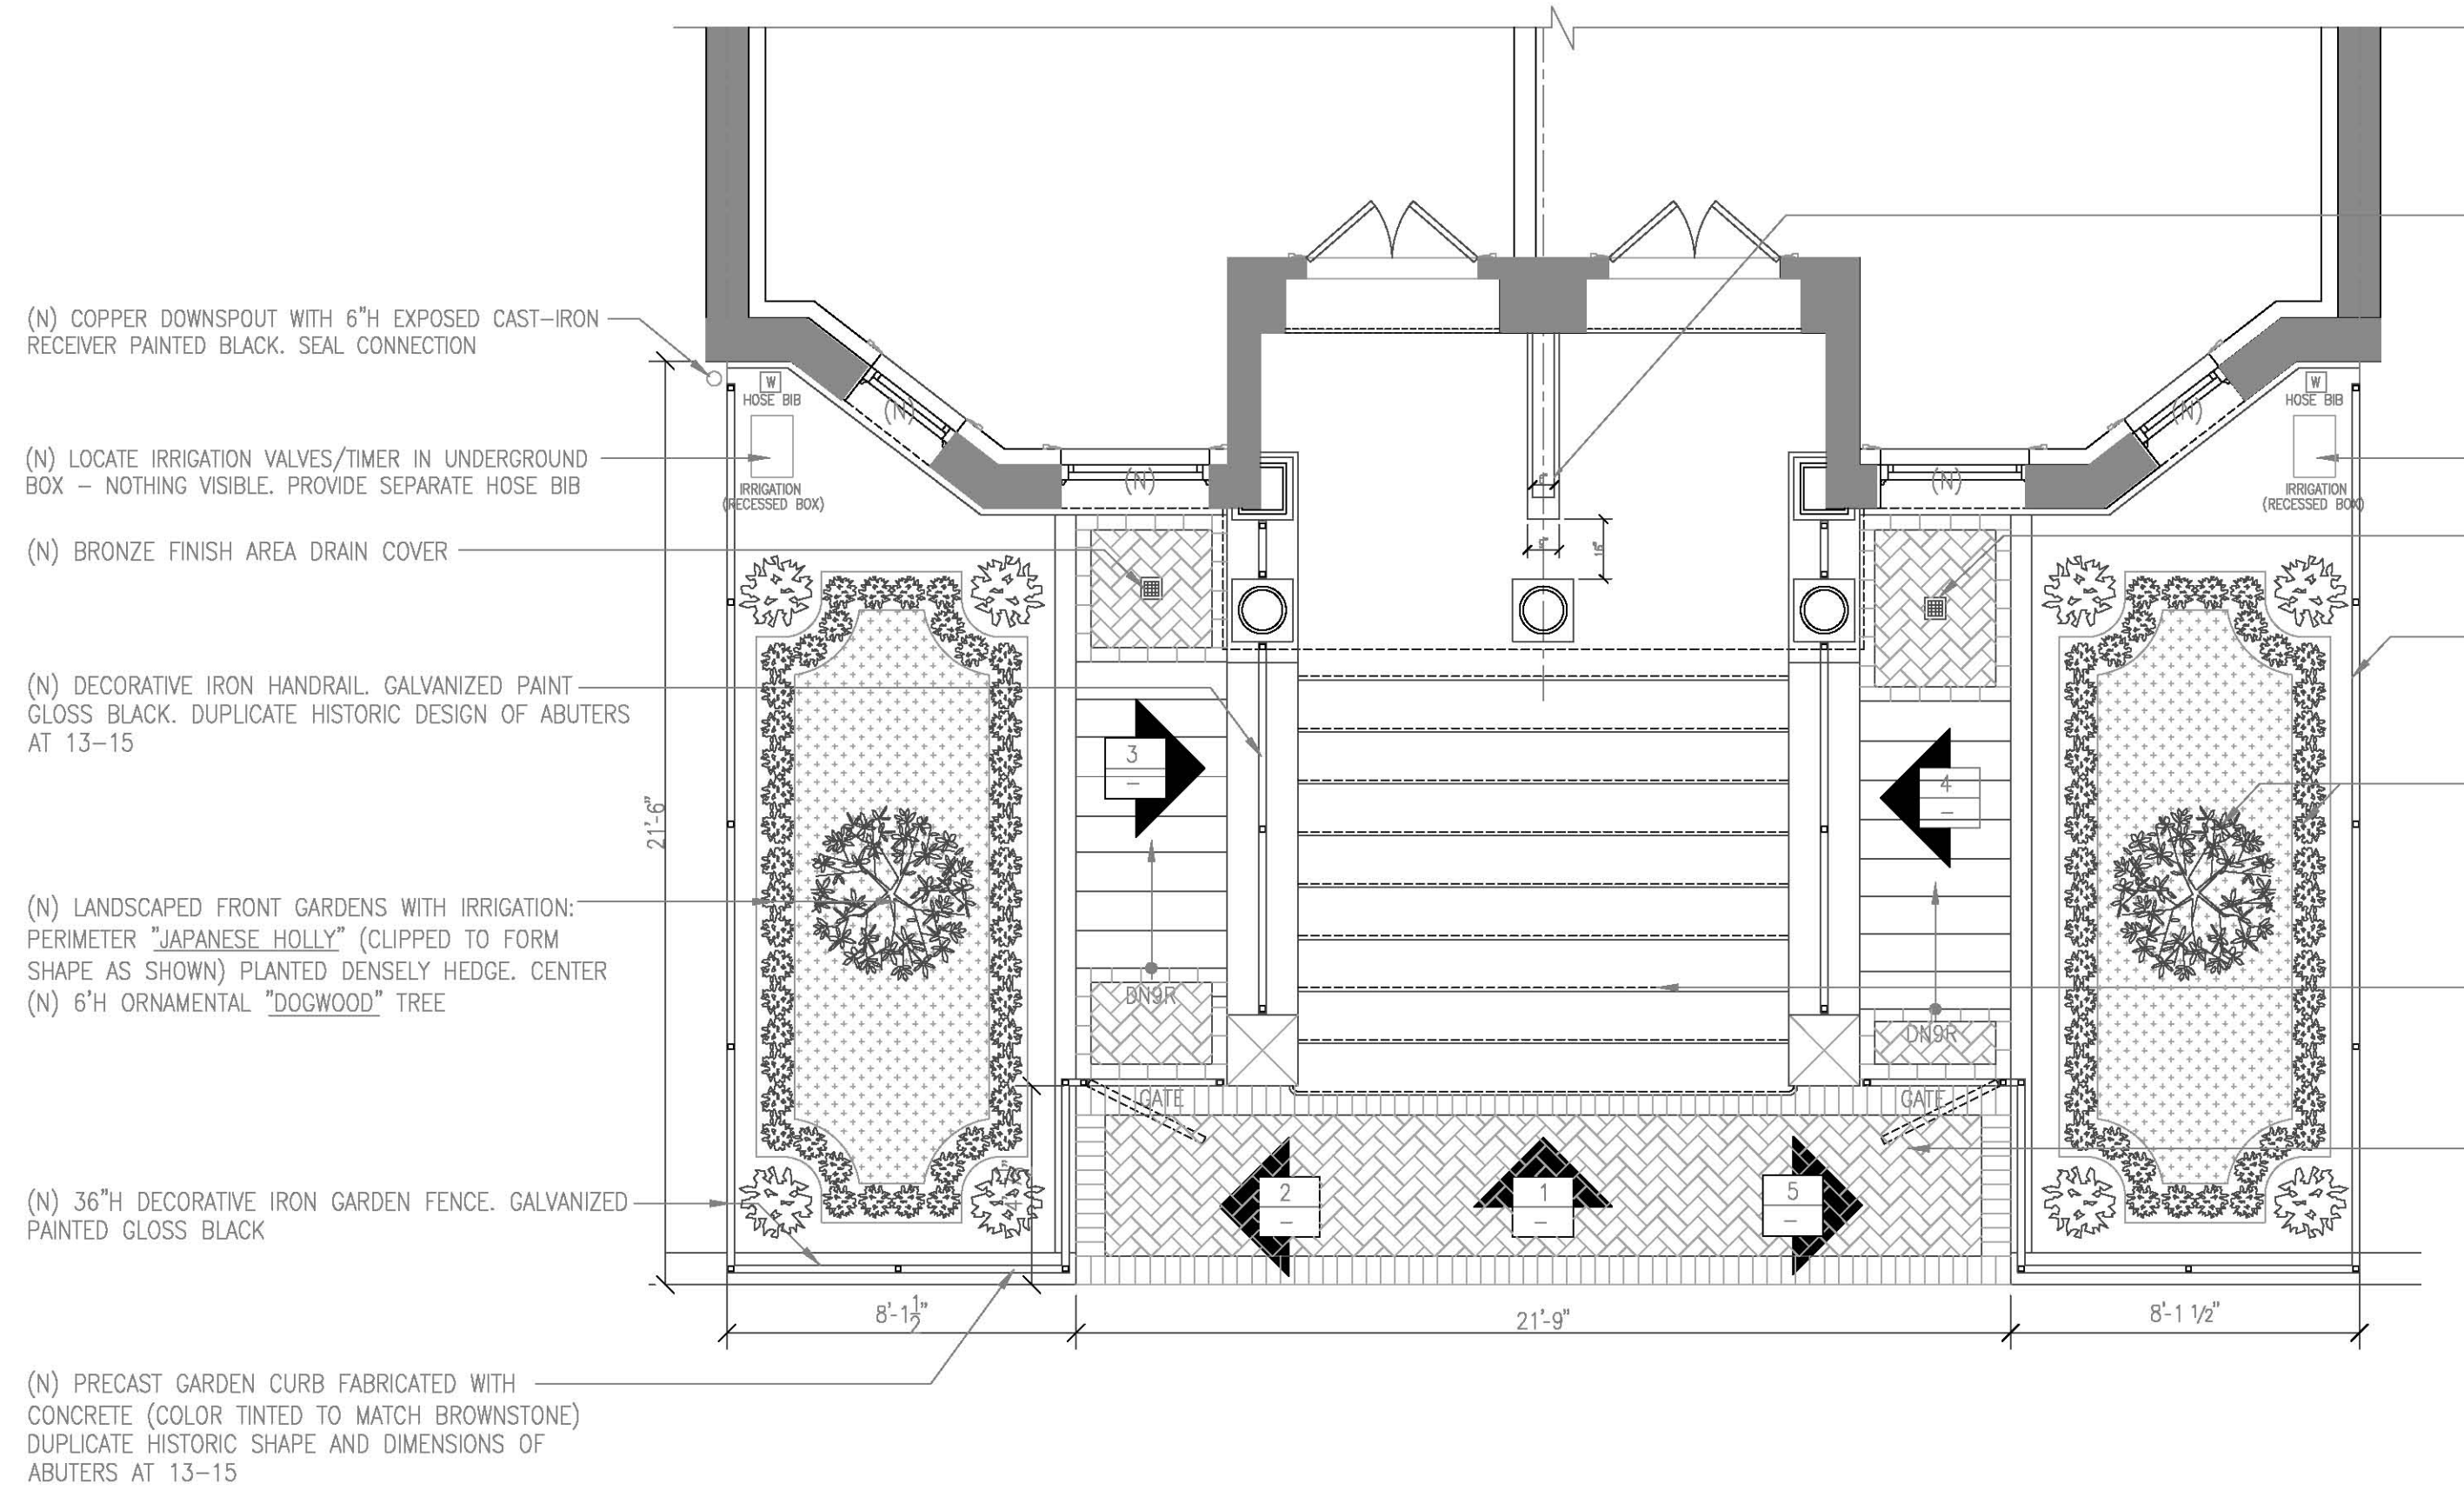 (N) COPPER DOWNSPOUT WITH 6"H EXPOSED CAST-IRON
RECEIVER PAINTED BLACK. SEAL CONNECTION
(N) LOCATE IRRIGATION VALVES/TIMER IN UNDERGROUND
BOX – NOTHING VISIBLE. PROVIDE SEPARATE HOSE BIB
(N) BRONZE FINISH AREA DRAIN COVER
(N) DECORATIVE IRON HANDRAIL. GALVANIZED PAINT
GLOSS BLACK. DUPLICATE HISTORIC DESIGN OF ABUTERS
AT 13-15
(N) LANDSCAPED FRONT GARDENS WITH IRRIGATION:
PERIMETER "JAPANESE HOLLY" (CLIPPED TO FORM
SHAPE AS SHOWN) PLANTED DENSELY HEDGE. CENTER
(N) 6'H ORNAMENTAL "DOGWOOD" TREE
(N) 36"H DECORATIVE IRON GARDEN FENCE. GALVANIZED
PAINTED GLOSS BLACK
(N) PRECAST GARDEN CURB FABRICATED WITH
CONCRETE (COLOR TINTED TO MATCH BROWNSTONE)
DUPLICATE HISTORIC SHAPE AND DIMENSIONS OF
ABUTERS AT 13-15
W
HOSE BIB
IRRIGATION
(RECESSED BOX)
(N)
(N)
(N)
(N)
W
HOSE BIB
IRRIGATION
(RECESSED BOX)
16"
21'-6"
3
–
4
–
DN9R
DN9R
GATE
GATE
2
–
1
–
5
–
8'-1½"
21'-9"
8'-1 1/2"